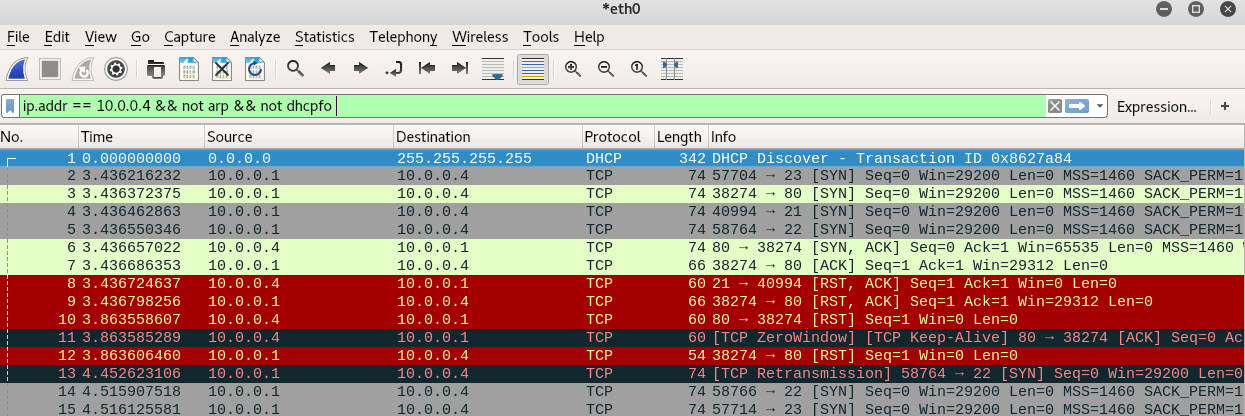 *eth0
File Edit View Go Capture Analyze Statistics Telephony Wireless Tools Help
ip.addr == 10.0.0.4 && not arp && not dhcpfo Expression… +
No. Time Source Destination Protocol Length Info
1 0.000000000 0.0.0.0 255.255.255.255 DHCP 342 DHCP Discover - Transaction ID 0x8627a84
2 3.436216232 10.0.0.1 10.0.0.4 TCP 74 57704 → 23 [SYN] Seq=0 Win=29200 Len=0 MSS=1460 SACK_PERM=1
3 3.436372375 10.0.0.1 10.0.0.4 TCP 74 38274 → 80 [SYN] Seq=0 Win=29200 Len=0 MSS=1460 SACK_PERM=1
4 3.436462863 10.0.0.1 10.0.0.4 TCP 74 40994 → 21 [SYN] Seq=0 Win=29200 Len=0 MSS=1460 SACK_PERM=1
5 3.436550346 10.0.0.1 10.0.0.4 TCP 74 58764 → 22 [SYN] Seq=0 Win=29200 Len=0 MSS=1460 SACK_PERM=1
6 3.436657022 10.0.0.4 10.0.0.1 TCP 74 80 → 38274 [SYN, ACK] Seq=0 Ack=1 Win=65535 Len=0 MSS=1460
7 3.436686353 10.0.0.1 10.0.0.4 TCP 66 38274 → 80 [ACK] Seq=1 Ack=1 Win=29312 Len=0
8 3.436724637 10.0.0.4 10.0.0.1 TCP 60 21 → 40994 [RST, ACK] Seq=1 Ack=1 Win=0 Len=0
9 3.436798256 10.0.0.1 10.0.0.4 TCP 66 38274 → 80 [RST, ACK] Seq=1 Ack=1 Win=29312 Len=0
10 3.863558607 10.0.0.4 10.0.0.1 TCP 60 80 → 38274 [RST] Seq=1 Win=0 Len=0
11 3.863585289 10.0.0.4 10.0.0.1 TCP 60 [TCP ZeroWindow] [TCP Keep-Alive] 80 → 38274 [ACK] Seq=0 Ac
12 3.863606460 10.0.0.1 10.0.0.4 TCP 54 38274 → 80 [RST] Seq=1 Win=0 Len=0
13 4.452623106 10.0.0.1 10.0.0.4 TCP 74 [TCP Retransmission] 58764 → 22 [SYN] Seq=0 Win=29200 Len=0
14 4.515907518 10.0.0.1 10.0.0.4 TCP 74 58766 → 22 [SYN] Seq=0 Win=29200 Len=0 MSS=1460 SACK_PERM=1
15 4.516125581 10.0.0.1 10.0.0.4 TCP 74 57714 → 23 [SYN] Seq=0 Win=29200 Len=0 MSS=1460 SACK_PERM=1